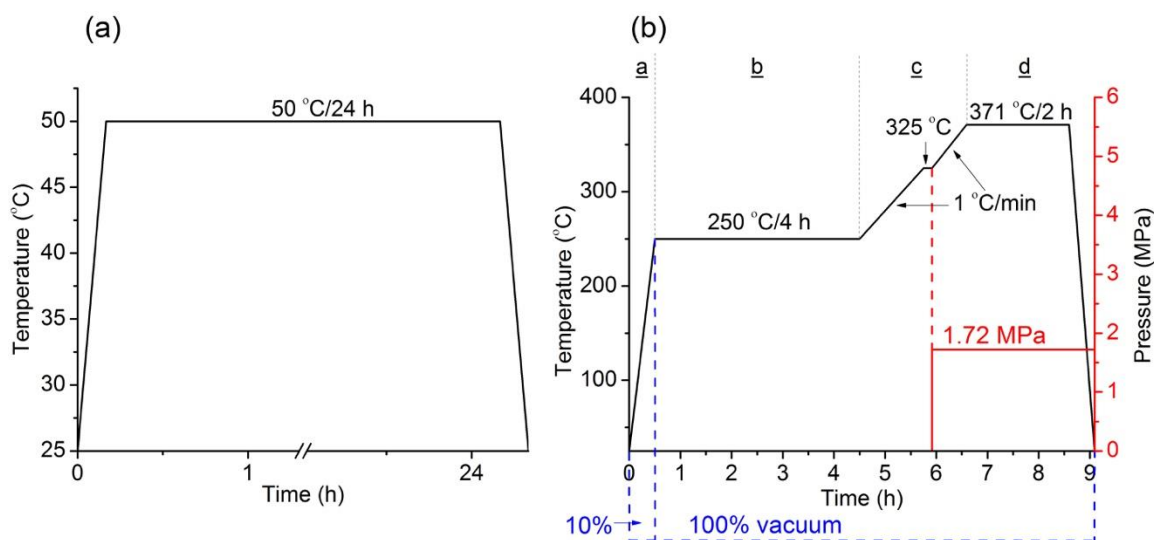 (a)
50 °C/24 h
50
45
40
35
30
25
Temperature (°C)
0
1
24
Time (h)
(b)
a
b
c
d
400
300
200
100
Temperature (°C)
325 °C
371 °C/2 h
1 °C/min
250 °C/4 h
1.72 MPa
6
5
4
3
2
1
0
Pressure (MPa)
0
1
2
3
4
5
6
7
8
9
Time (h)
10%
100% vacuum